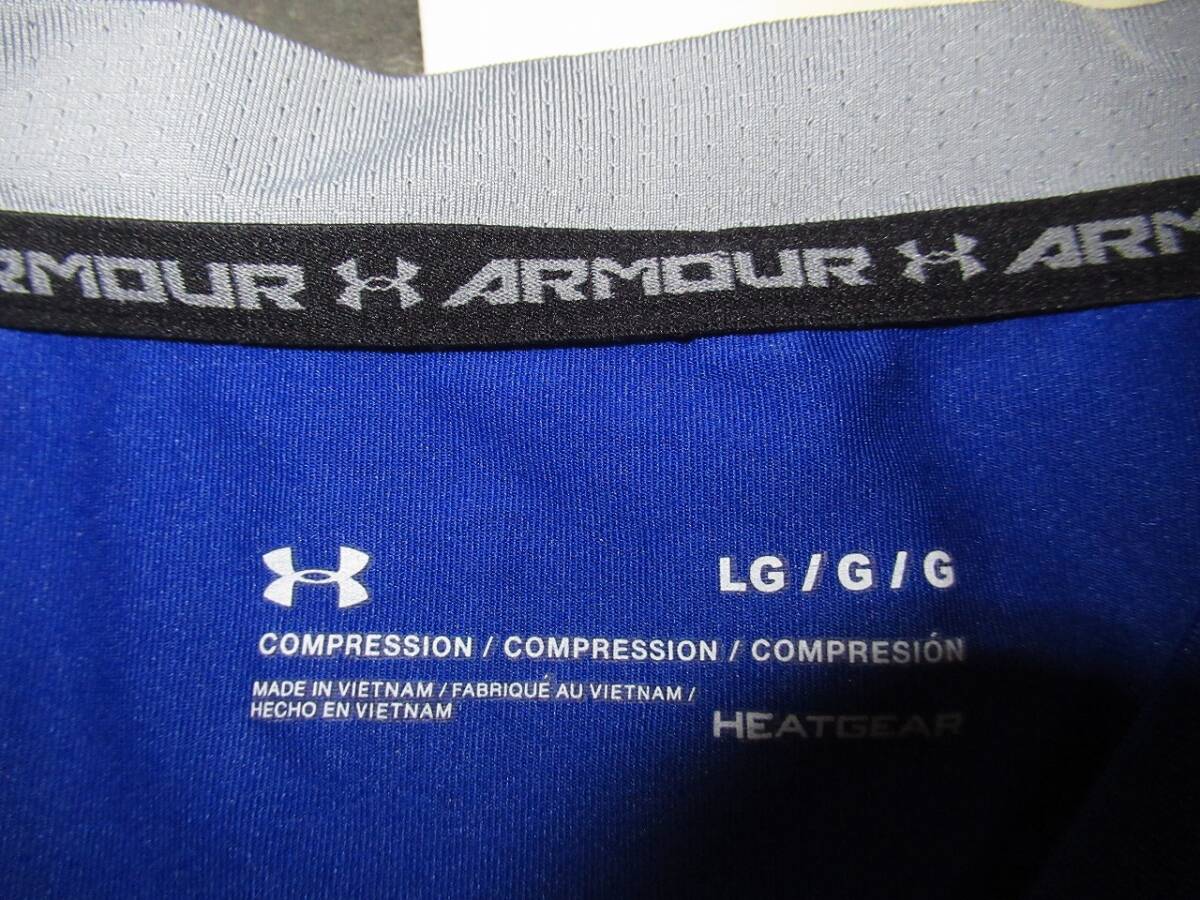 RMOUR ARMOUR ARM
LG / G / G
COMPRESSION / COMPRESSION / COMPRESIÓN
MADE IN VIETNAM / FABRIQUÉ AU VIETNAM /
HECHO EN VIETNAM
HEATGEAR